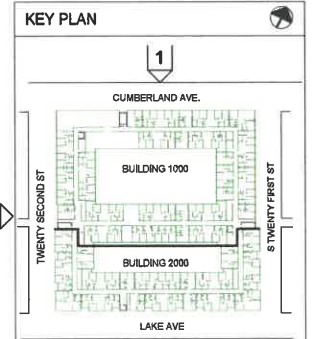 KEY PLAN
1
CUMBERLAND AVE.
TWENTY SECOND ST
BUILDING 1000
S TWENTY FIRST ST
BUILDING 2000
LAKE AVE